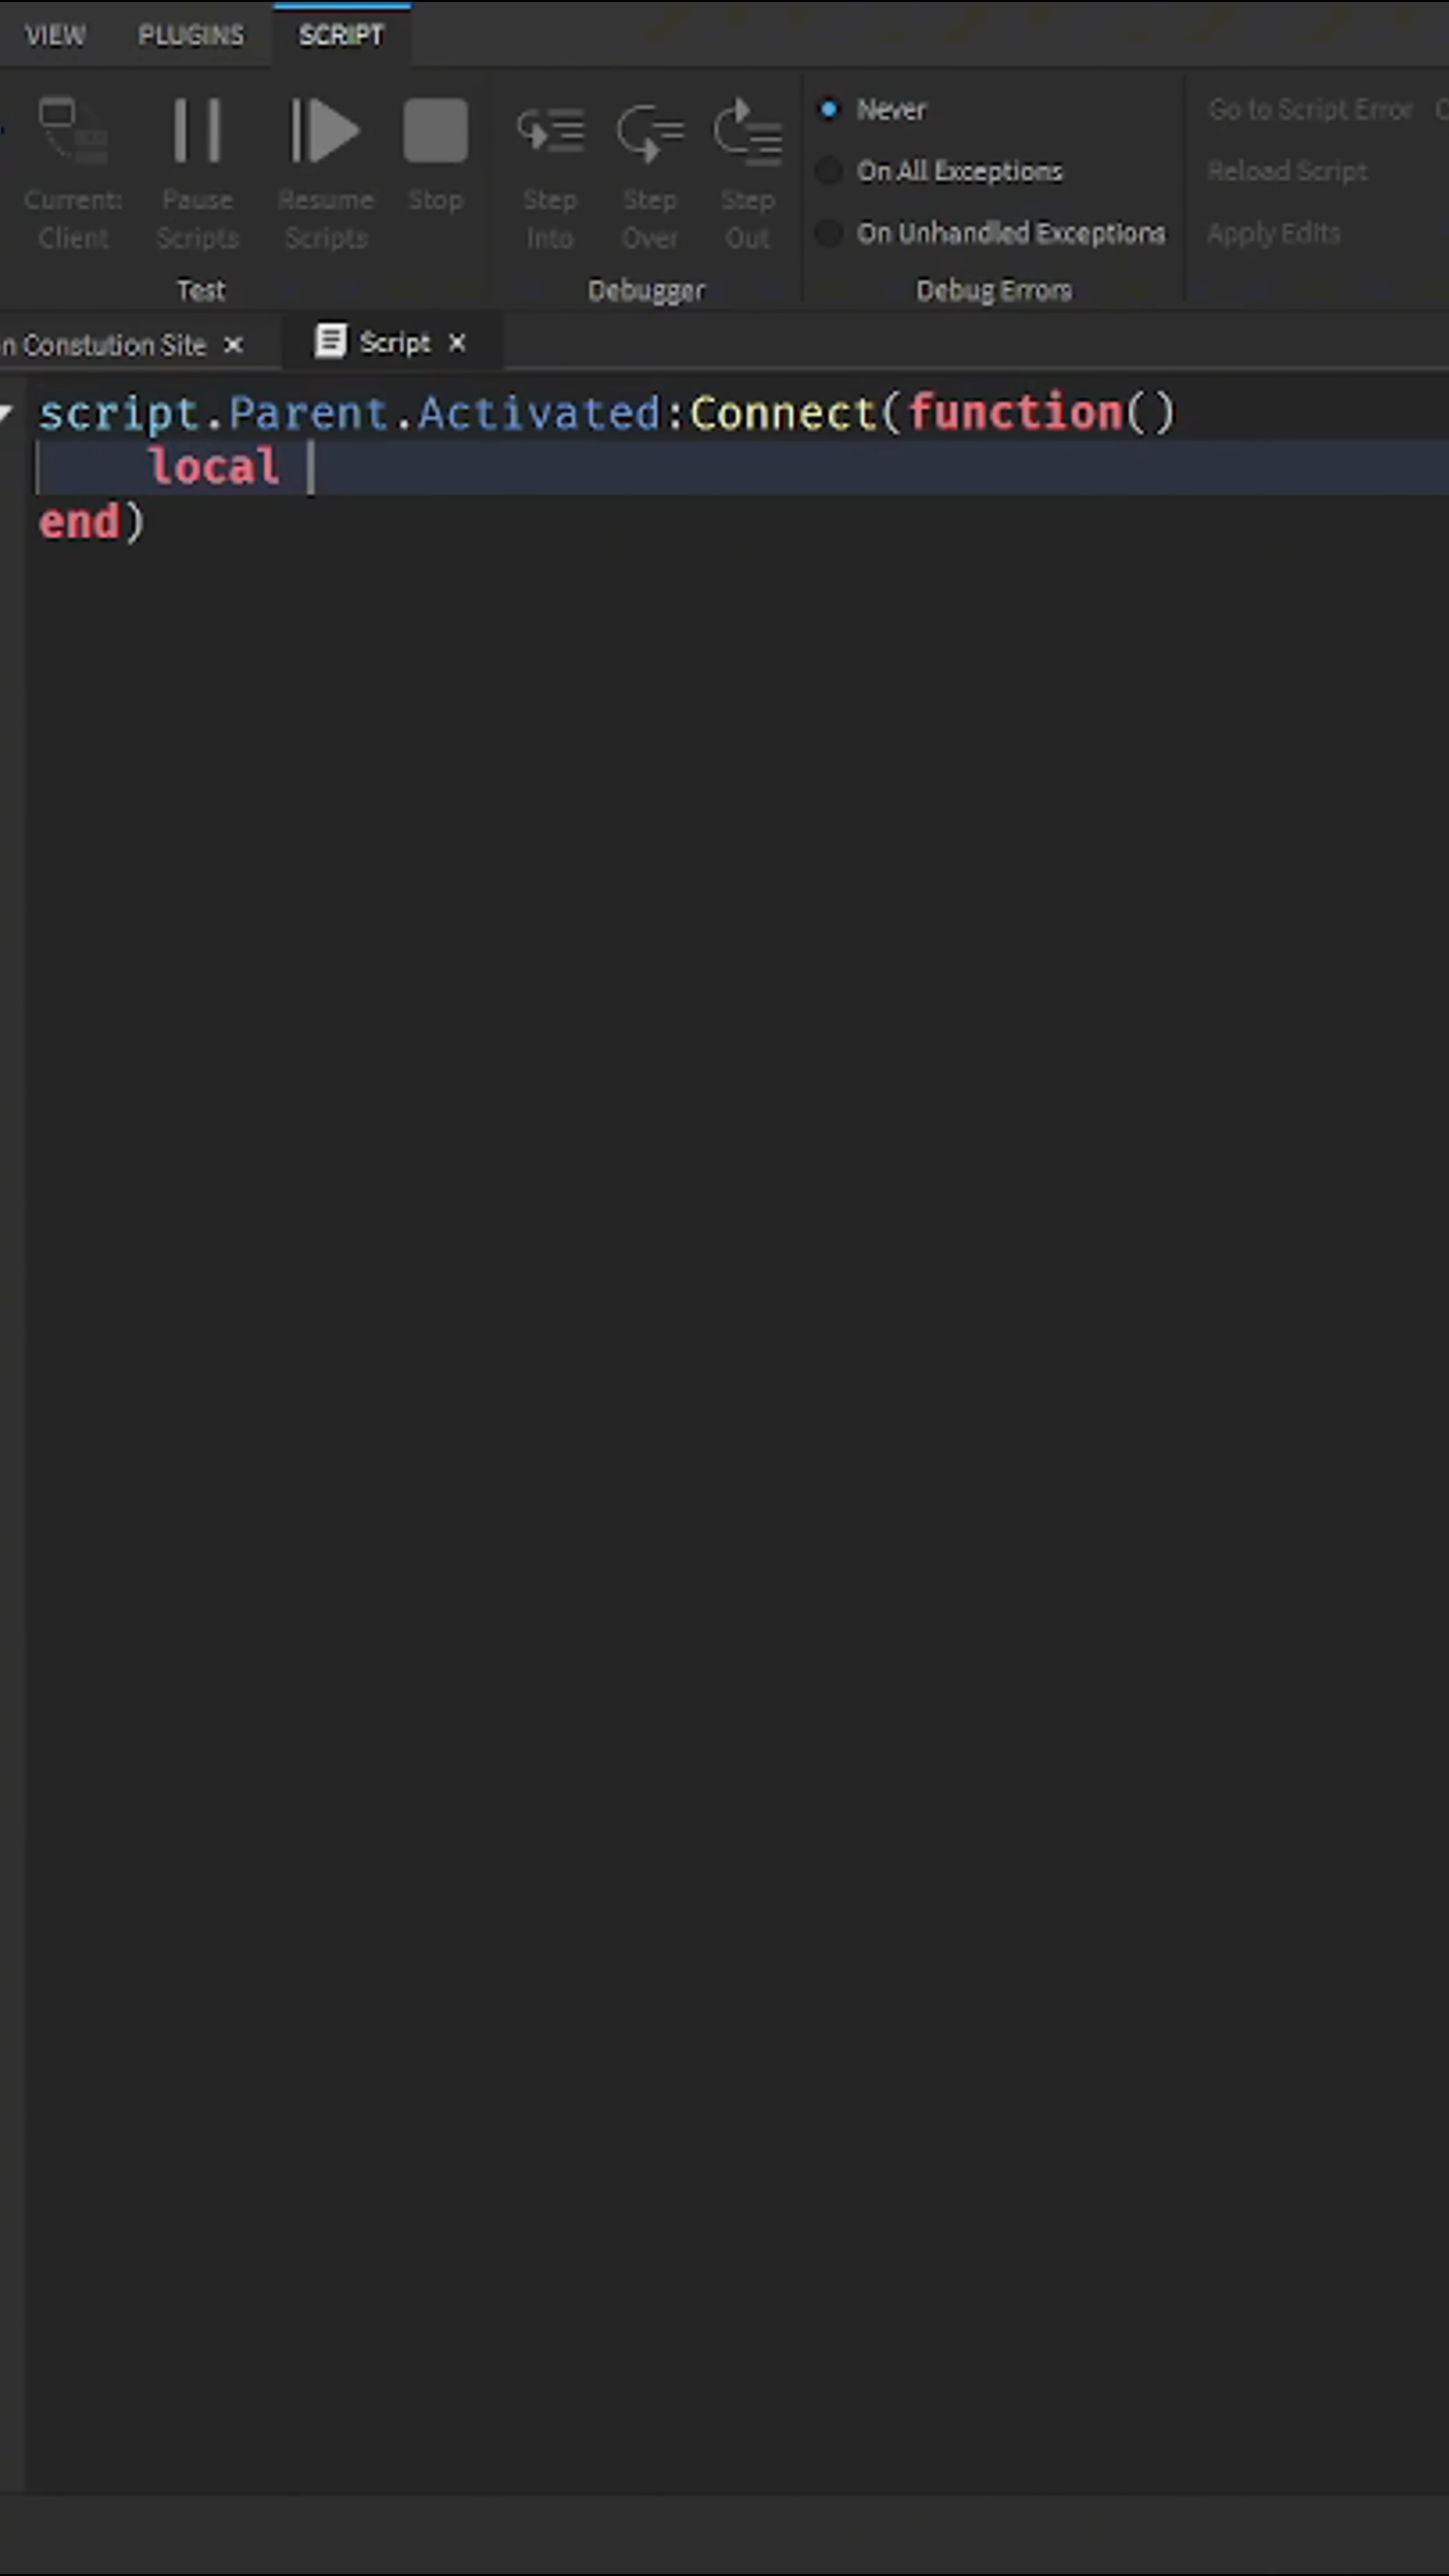 VIEW PLUGINS SCRIPT
Current: Client Pause Scripts Resume Scripts Stop Step Into Step Over Step Out
Never Go to Script Error
On All Exceptions Reload Script
On Unhandled Exceptions Apply Edits
Test Debugger Debug Errors
n Constution Site × Script ×
script.Parent.Activated:Connect(function()
local
end)